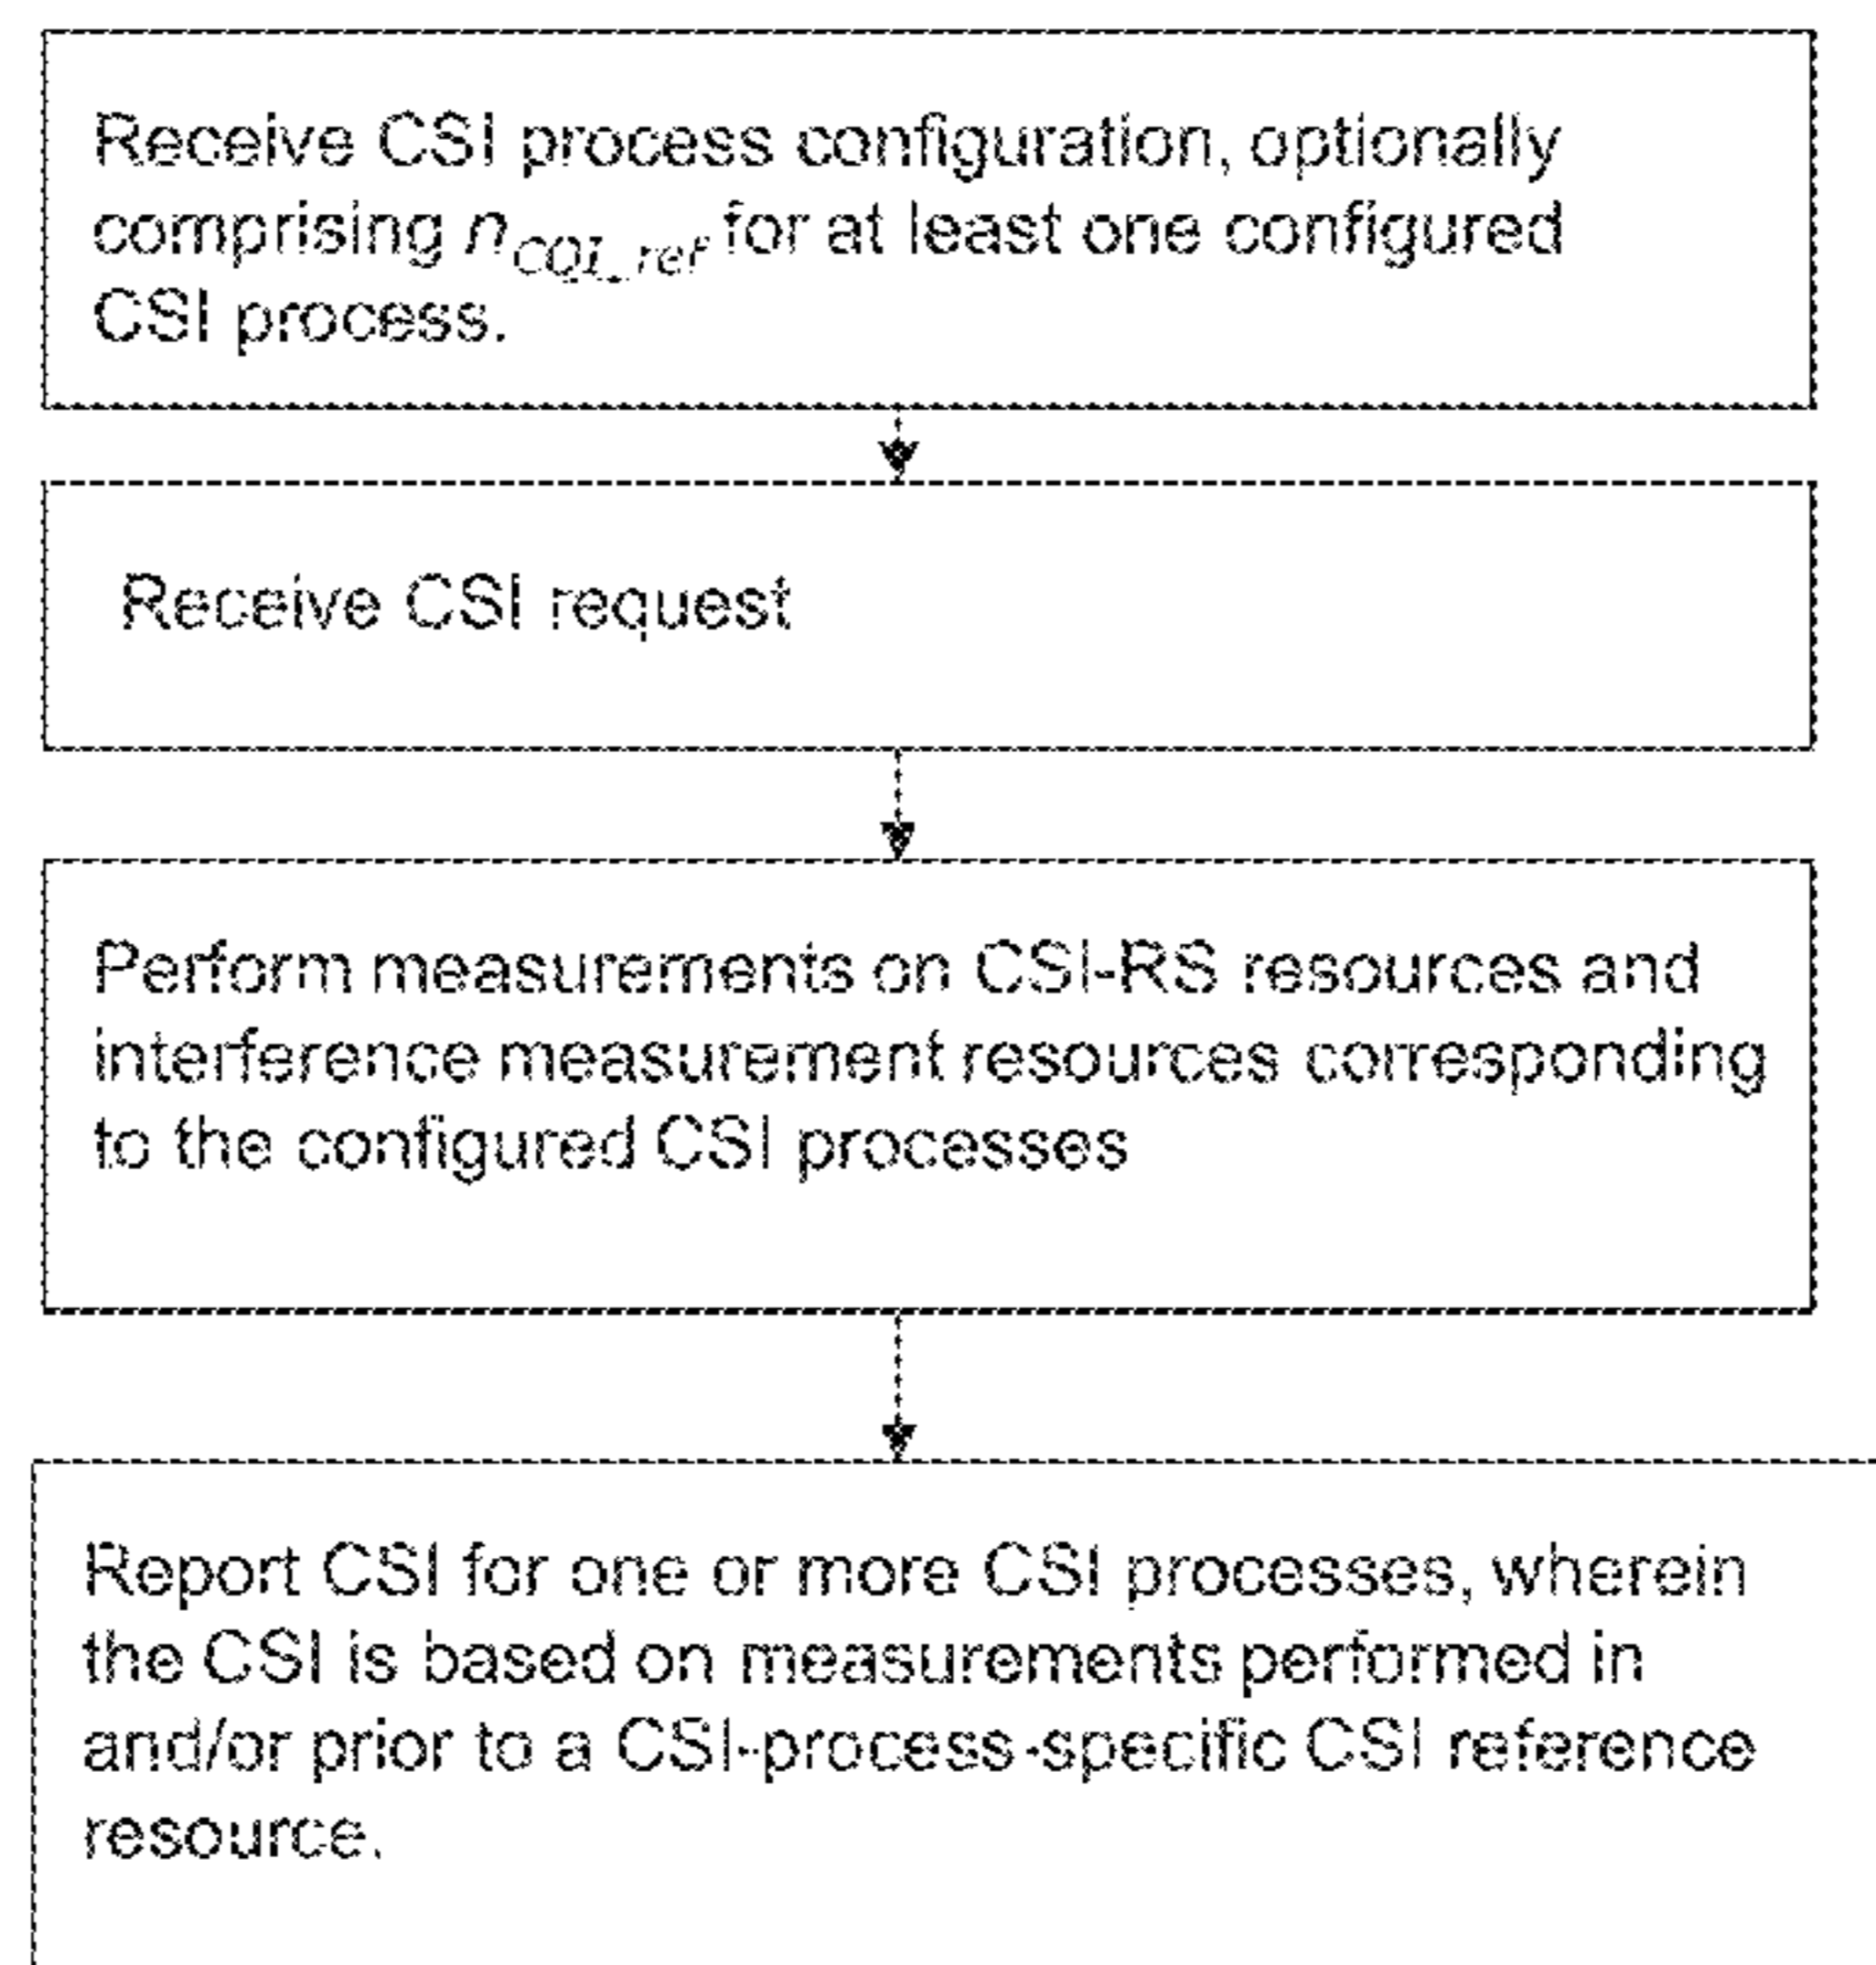 Receive CSI process configuration, optionally
comprising n_CQI_ref for at least one configured
CSI process.
Receive CSI request
Perform measurements on CSI-RS resources and
interference measurement resources corresponding
to the configured CSI processes
Report CSI for one or more CSI processes, wherein
the CSI is based on measurements performed in
and/or prior to a CSI-process-specific CSI reference
resource.